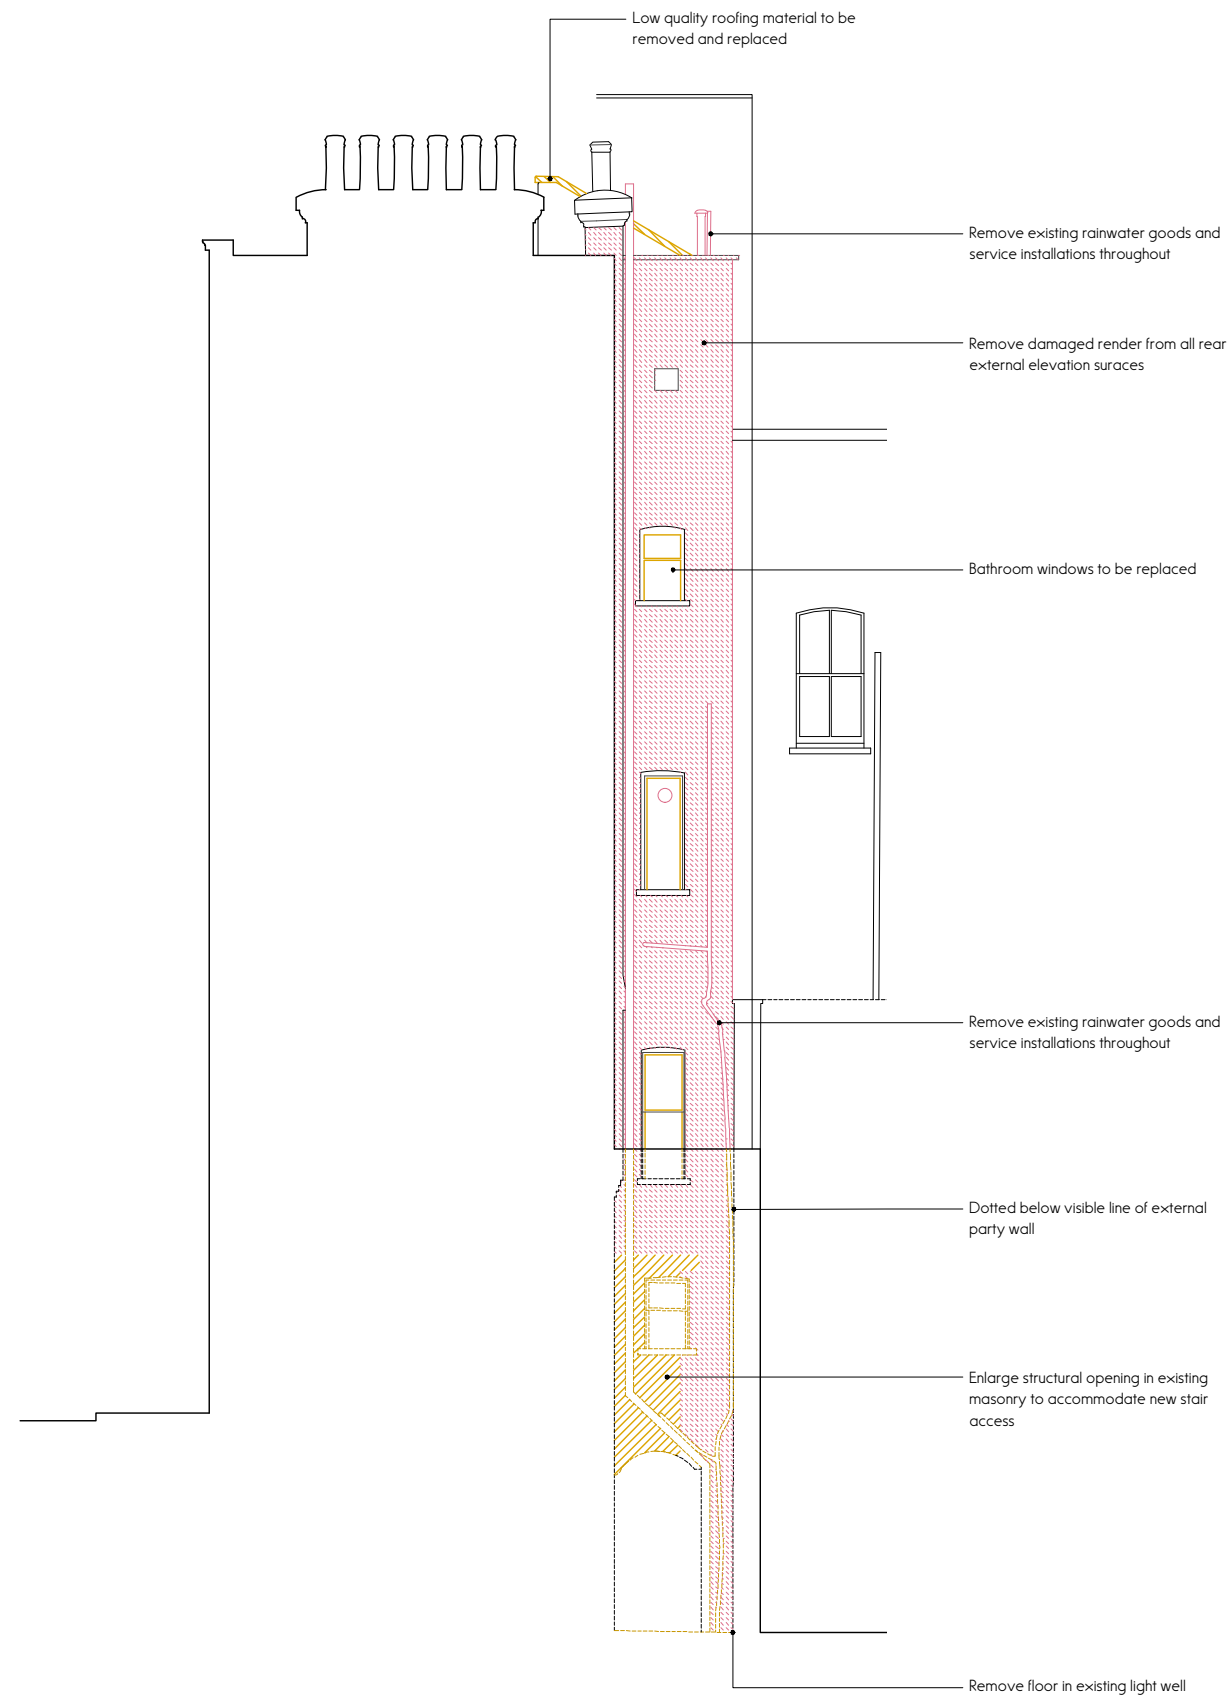 Low quality roofing material to be
removed and replaced
Remove existing rainwater goods and
service installations throughout
Remove damaged render from all rear
external elevation suraces
Bathroom windows to be replaced
Remove existing rainwater goods and
service installations throughout
Dotted below visible line of external
party wall
Enlarge structural opening in existing
masonry to accommodate new stair
access
Remove floor in existing light well